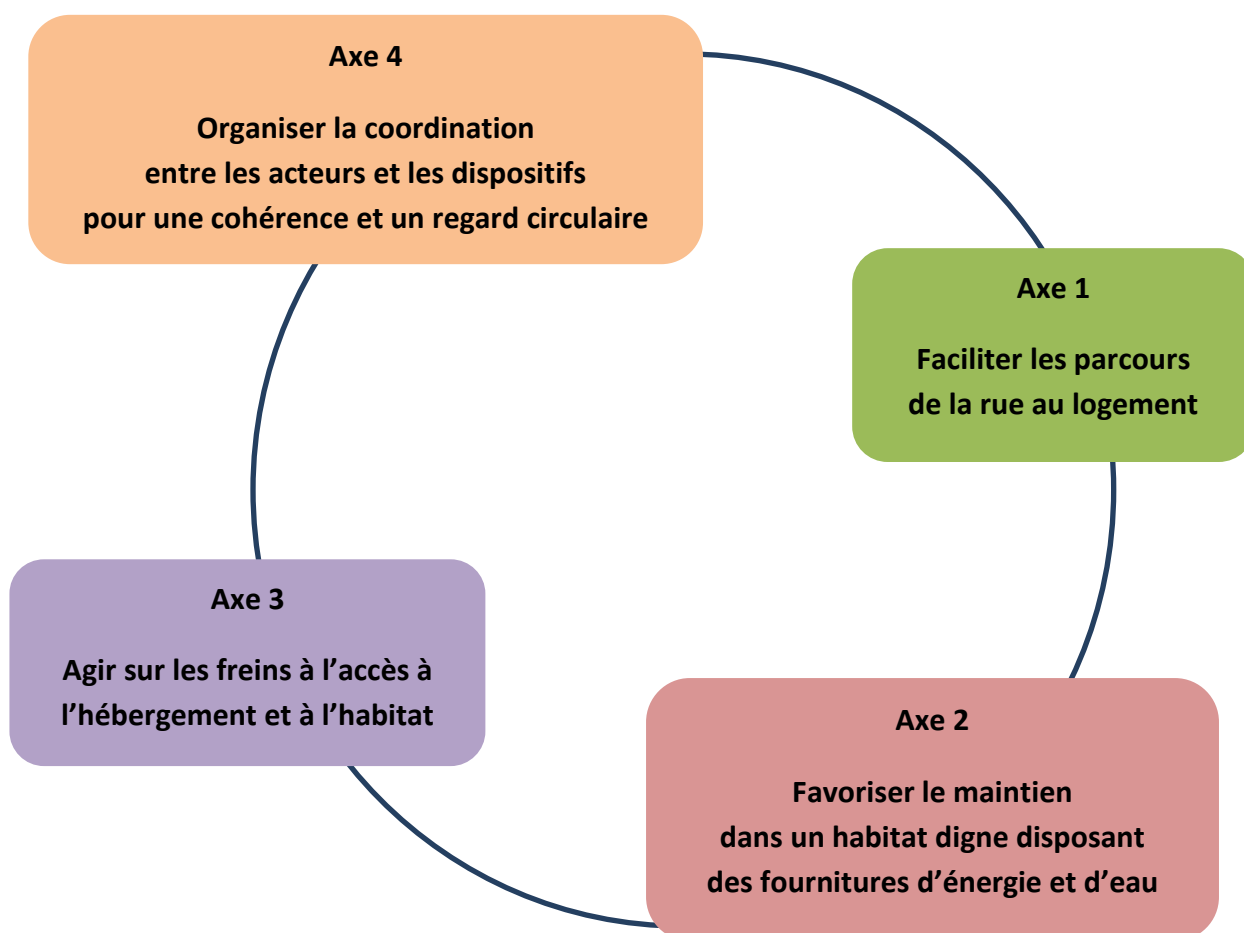 Axe 4
Organiser la coordination
entre les acteurs et les dispositifs
pour une cohérence et un regard circulaire
Axe 1
Faciliter les parcours
de la rue au logement
Axe 3
Agir sur les freins à l’accès à
l’hébergement et à l’habitat
Axe 2
Favoriser le maintien
dans un habitat digne disposant
des fournitures d’énergie et d’eau